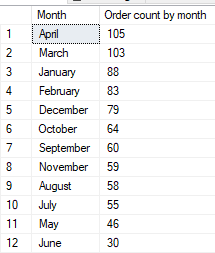 Month Order count by month
1 April 105
2 March 103
3 January 88
4 February 83
5 December 79
6 October 64
7 September 60
8 November 59
9 August 58
10 July 55
11 May 46
12 June 30